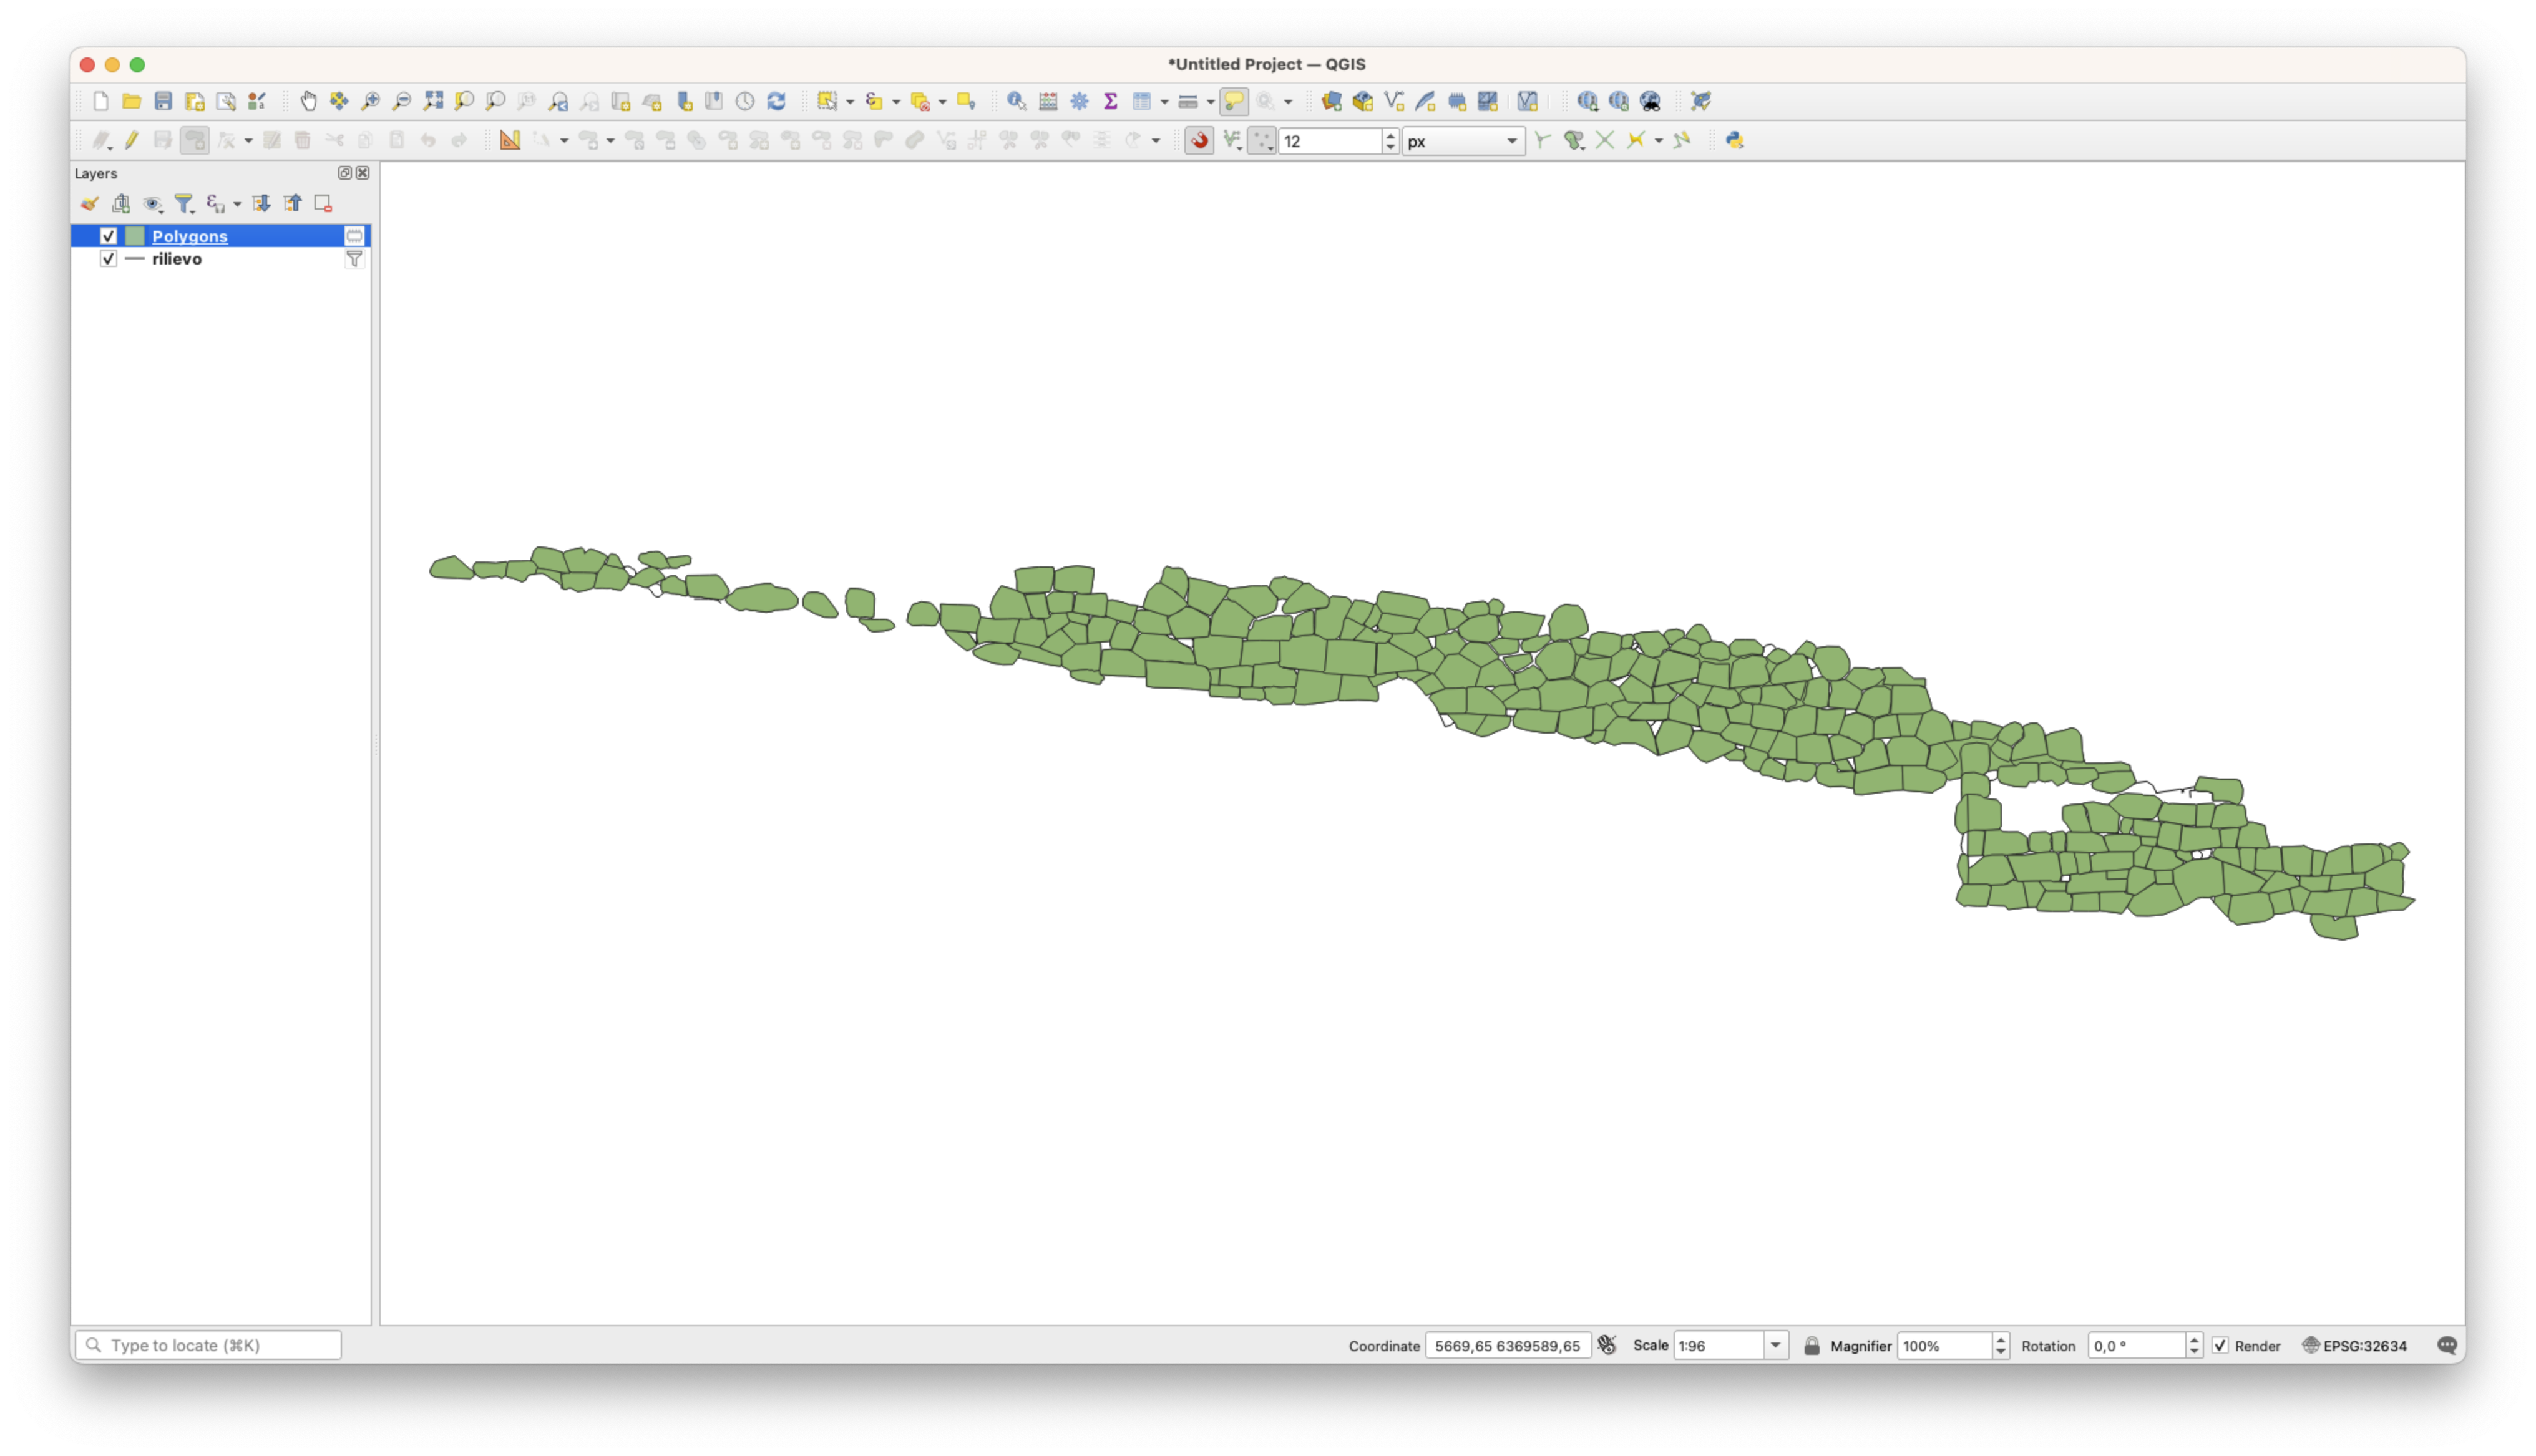 *Untitled Project — QGIS
12 px
Layers
Polygons
rilievo
Type to locate (⌘K) Coordinate 5669,65 6369589,65 Scale 1:96 Magnifier 100% Rotation 0,0 ° Render EPSG:32634